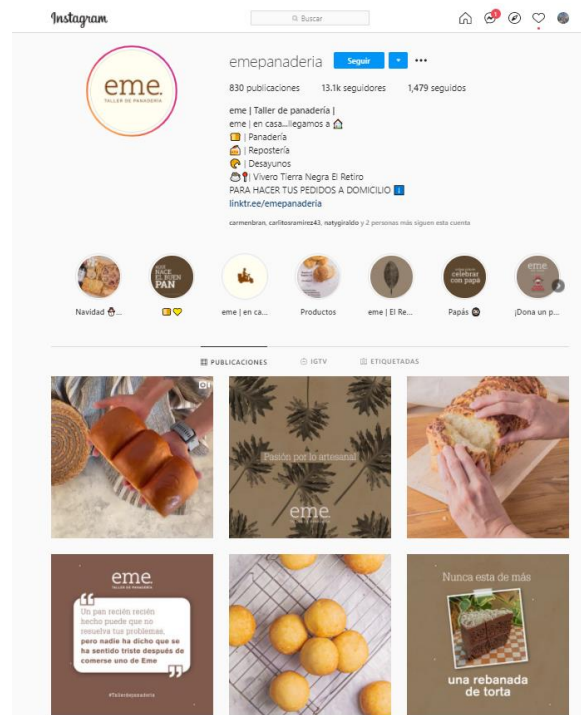 Instagram
Buscar
1
eme.
TALLER DE PANADERÍA
emepanaderia
Seguir
830 publicaciones 13.1k seguidores 1,479 seguidos
eme | Taller de panadería |
eme | en casa...llegamos a
| Panadería
| Repostería
| Desayunos
| Vivero Tierra Negra El Retiro
PARA HACER TUS PEDIDOS A DOMICILIO
linktr.ee/emepanaderia
carmenbran, carlitosramirez43, natygiraldo y 2 personas más siguen esta cuenta
NACE
EL BUEN
PAN
celebrar
con papá
eme
Navidad ...
eme | en ca...
Productos
eme | El Re...
Papás
¡Dona un p...
PUBLICACIONES
IGTV
ETIQUETADAS
Pasión por lo artesanal
eme.
eme.
TALLER DE PANADERÍA
Un pan recién recién
hecho puede que no
resuelva tus problemas,
pero nadie ha dicho que se
ha sentido triste después de
comerse uno de Eme
#Tallerdepanadería
Nunca esta de más
una rebanada
de torta